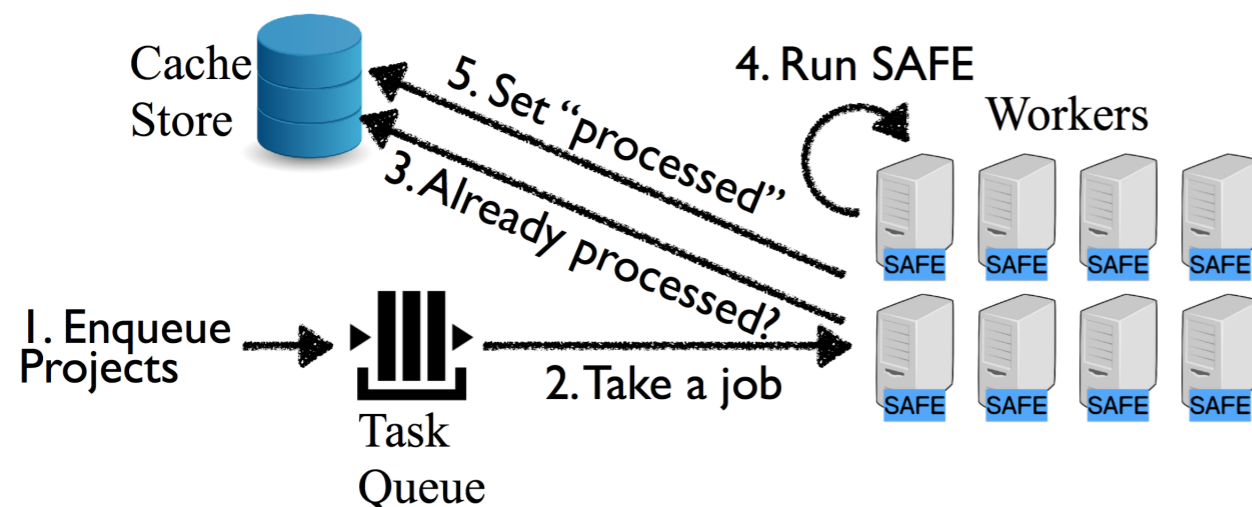 Cache
Store
5. Set “processed”
3. Already processed?
4. Run SAFE
Workers
SAFE SAFE SAFE SAFE
SAFE SAFE SAFE SAFE
1. Enqueue
Projects
2. Take a job
Task
Queue